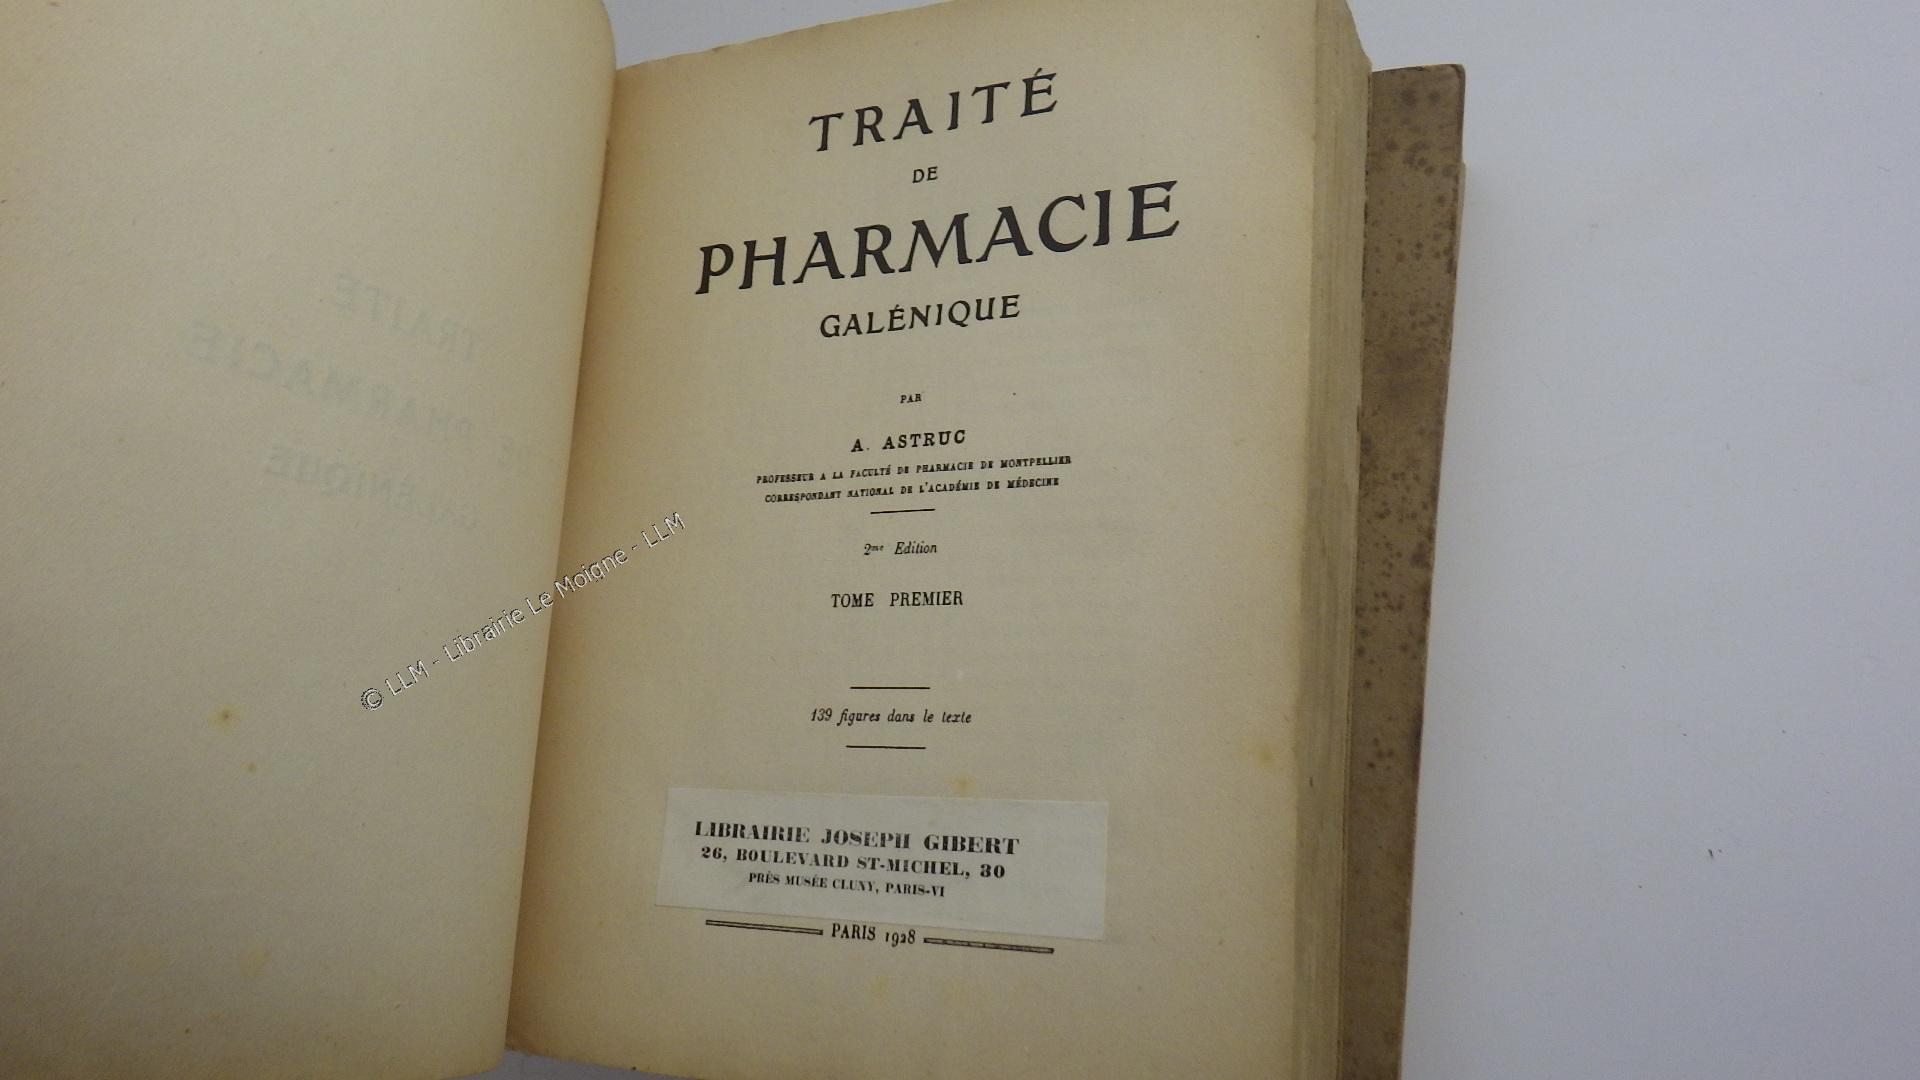 TRAITÉ
DE
PHARMACIE
GALÉNIQUE
PAR
A. ASTRUC
PROFESSEUR A LA FACULTÉ DE PHARMACIE DE MONTPELLIER
CORRESPONDANT NATIONAL DE L'ACADÉMIE DE MÉDECINE
2me Edition
TOME PREMIER
139 figures dans le texte
LIBRAIRIE JOSEPH GIBERT
26, BOULEVARD ST-MICHEL, 30
PRÈS MUSÉE CLUNY, PARIS-VI
PARIS 1928
© LLM - Librairie Le Moigne - LLM